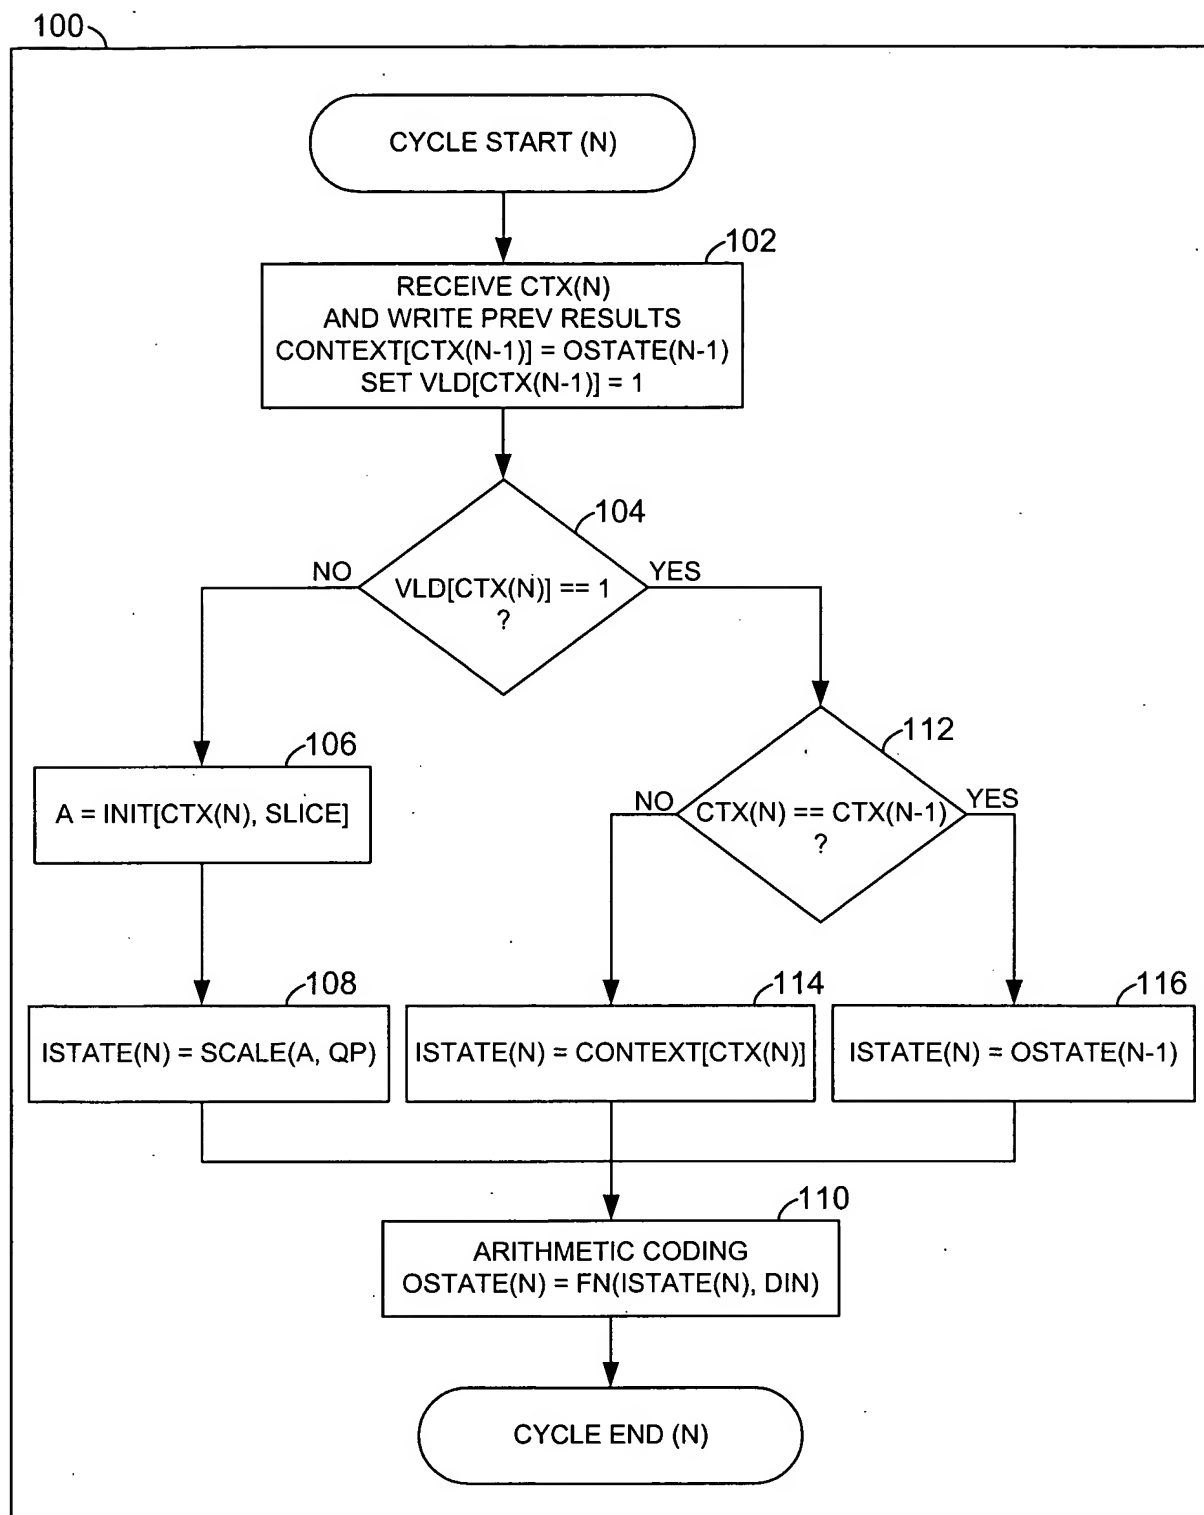 100
CYCLE START (N)
102
RECEIVE CTX(N)
AND WRITE PREV RESULTS
CONTEXT[CTX(N-1)] = OSTATE(N-1)
SET VLD[CTX(N-1)] = 1
104
NO
YES
VLD[CTX(N)] == 1
?
106
A = INIT[CTX(N), SLICE]
112
NO
YES
CTX(N) == CTX(N-1)
?
108
ISTATE(N) = SCALE(A, QP)
114
ISTATE(N) = CONTEXT[CTX(N)]
116
ISTATE(N) = OSTATE(N-1)
110
ARITHMETIC CODING
OSTATE(N) = FN(ISTATE(N), DIN)
CYCLE END (N)